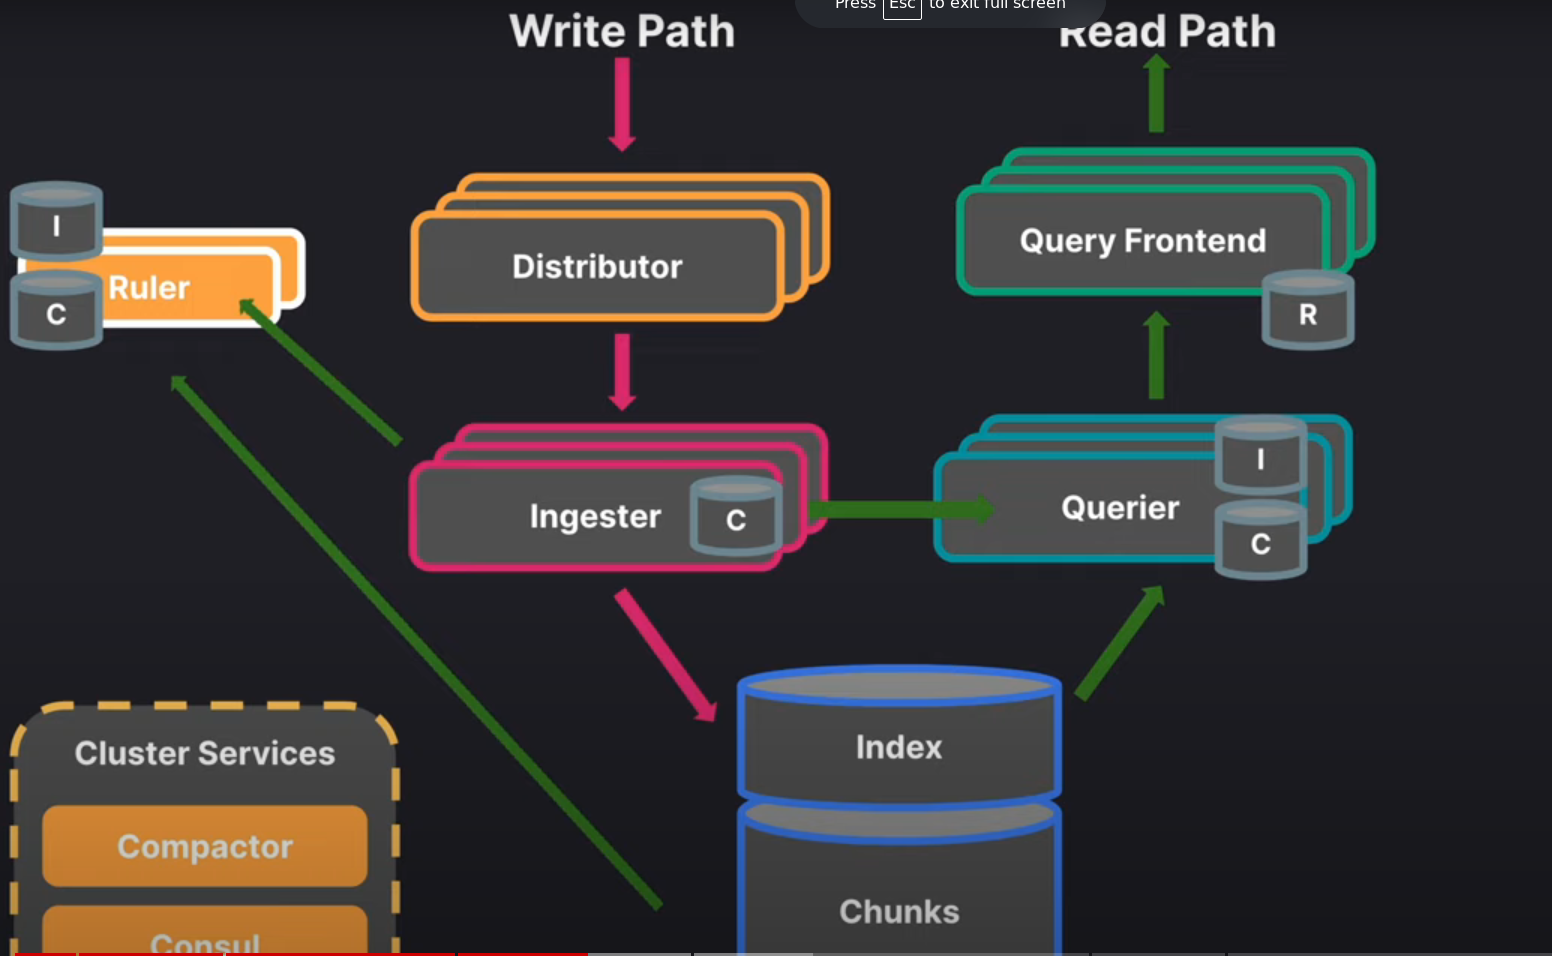 Press Esc to exit full screen
Write Path
Read Path
I
Ruler
C
Distributor
Query Frontend
R
Ingester
C
Querier
I
C
Cluster Services
Compactor
Consul
Index
Chunks